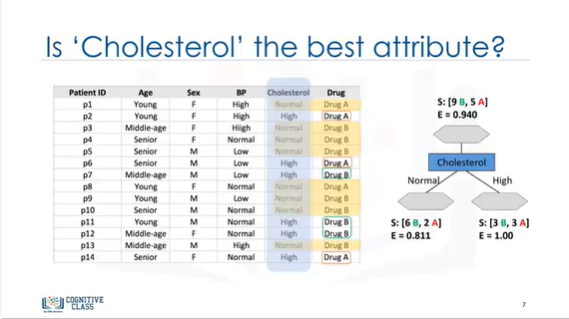 Is ‘Cholesterol’ the best attribute?
Patient ID Age Sex BP Cholesterol Drug
p1 Young F High Normal Drug A
p2 Young F High High Drug A
p3 Middle-age F Hiigh Normal Drug B
p4 Senior F Normal Normal Drug B
p5 Senior M Low Normal Drug B
p6 Senior M Low High Drug A
p7 Middle-age M Low High Drug B
p8 Young F Normal Normal Drug A
p9 Young M Low Normal Drug B
p10 Senior M Normal Normal Drug B
p11 Young M Normal High Drug B
p12 Middle-age F Normal High Drug B
p13 Middle-age M High Normal Drug B
p14 Senior F Normal High Drug A
S: [9 B, 5 A]
E = 0.940
Cholesterol
Normal High
S: [6 B, 2 A] S: [3 B, 3 A]
E = 0.811 E = 1.00
COGNITIVE
CLASS
7